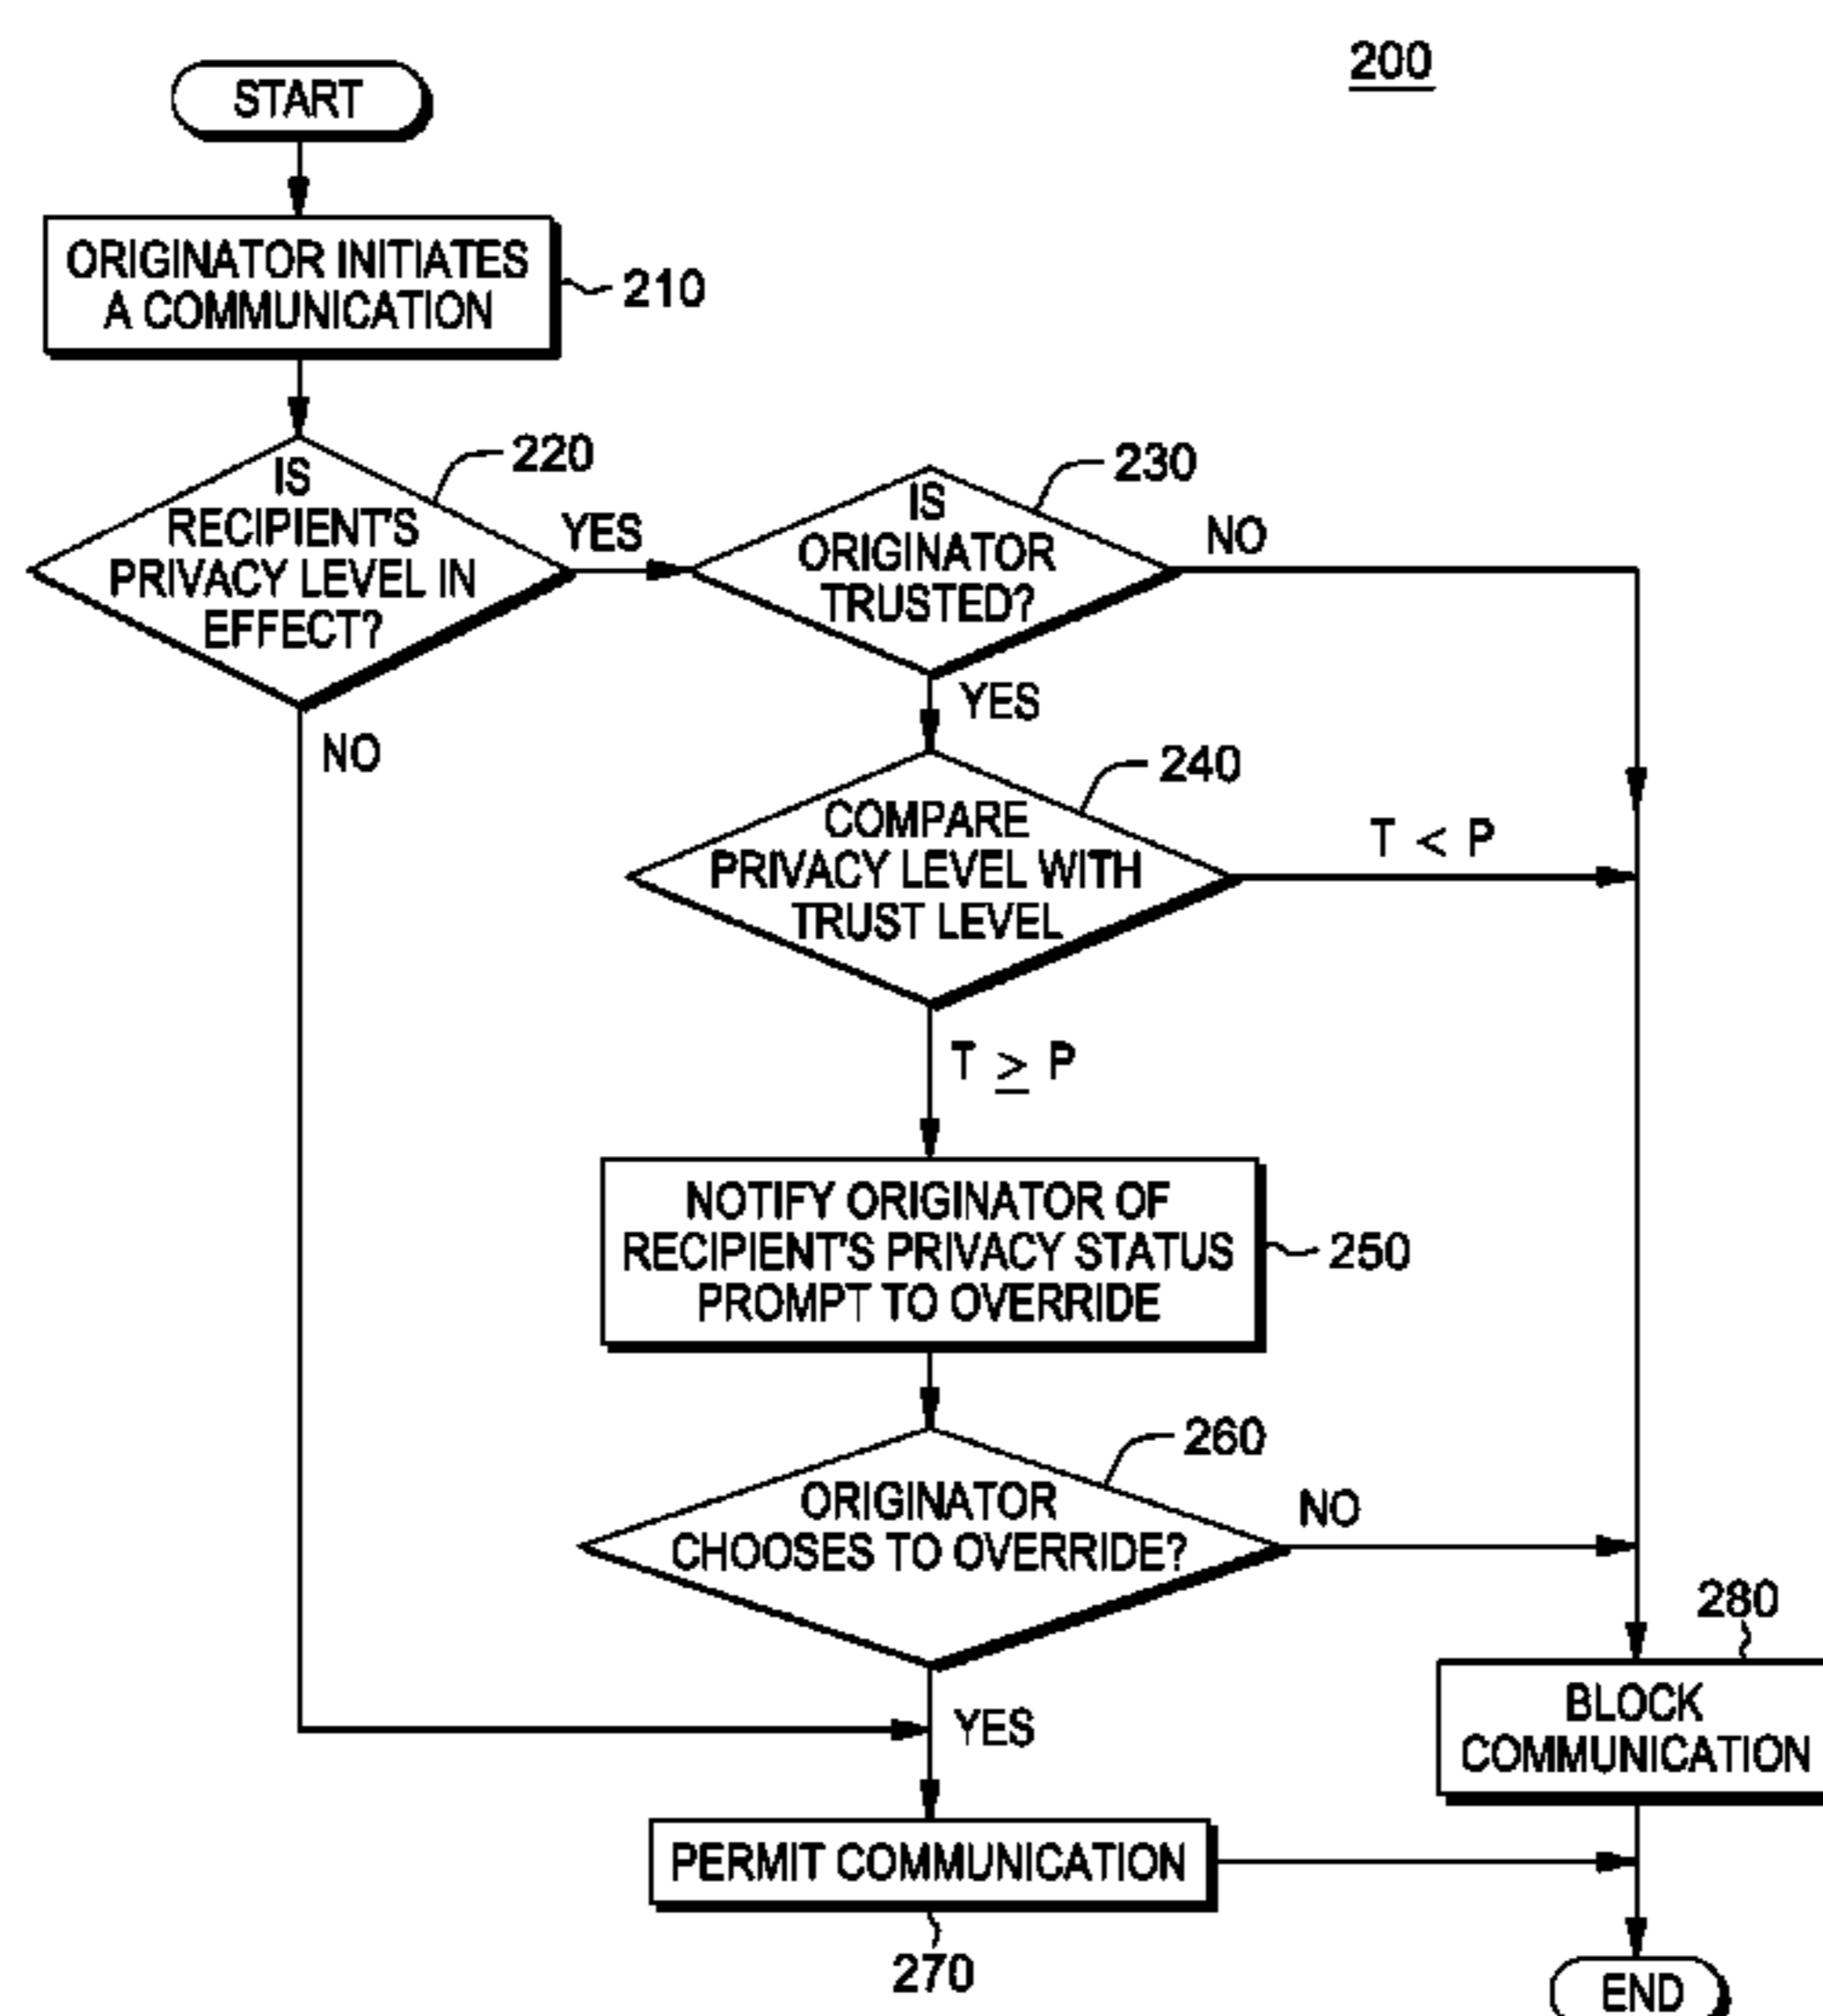 200
START
ORIGINATOR INITIATES
A COMMUNICATION
210
IS
RECIPIENT'S
PRIVACY LEVEL IN
EFFECT?
220
YES
NO
IS
ORIGINATOR
TRUSTED?
230
NO
YES
COMPARE
PRIVACY LEVEL WITH
TRUST LEVEL
240
T < P
T ≥ P
NOTIFY ORIGINATOR OF
RECIPIENT'S PRIVACY STATUS
PROMPT TO OVERRIDE
250
ORIGINATOR
CHOOSES TO OVERRIDE?
260
NO
YES
280
BLOCK
COMMUNICATION
PERMIT COMMUNICATION
270
END